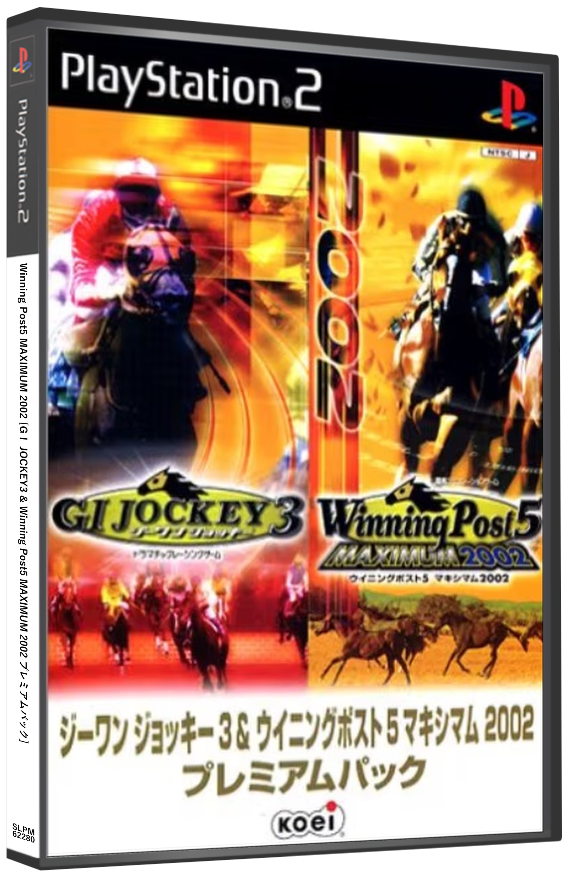 PlayStation®2
PlayStation.2
NTSC J
2002
GI JOCKEY 3
ジーワン ジョッキー
ドラマチックレーシングゲーム
Winning Post 5
MAXIMUM 2002
ウイニングポスト5 マキシマム2002
ジーワン ジョッキー 3 & ウイニングポスト 5 マキシマム 2002
プレミアムパック
KOEI
Winning Post5 MAXIMUM 2002 [GⅠ JOCKEY3 & Winning Post5 MAXIMUM 2002 プレミアムパック]
SLPM
62280